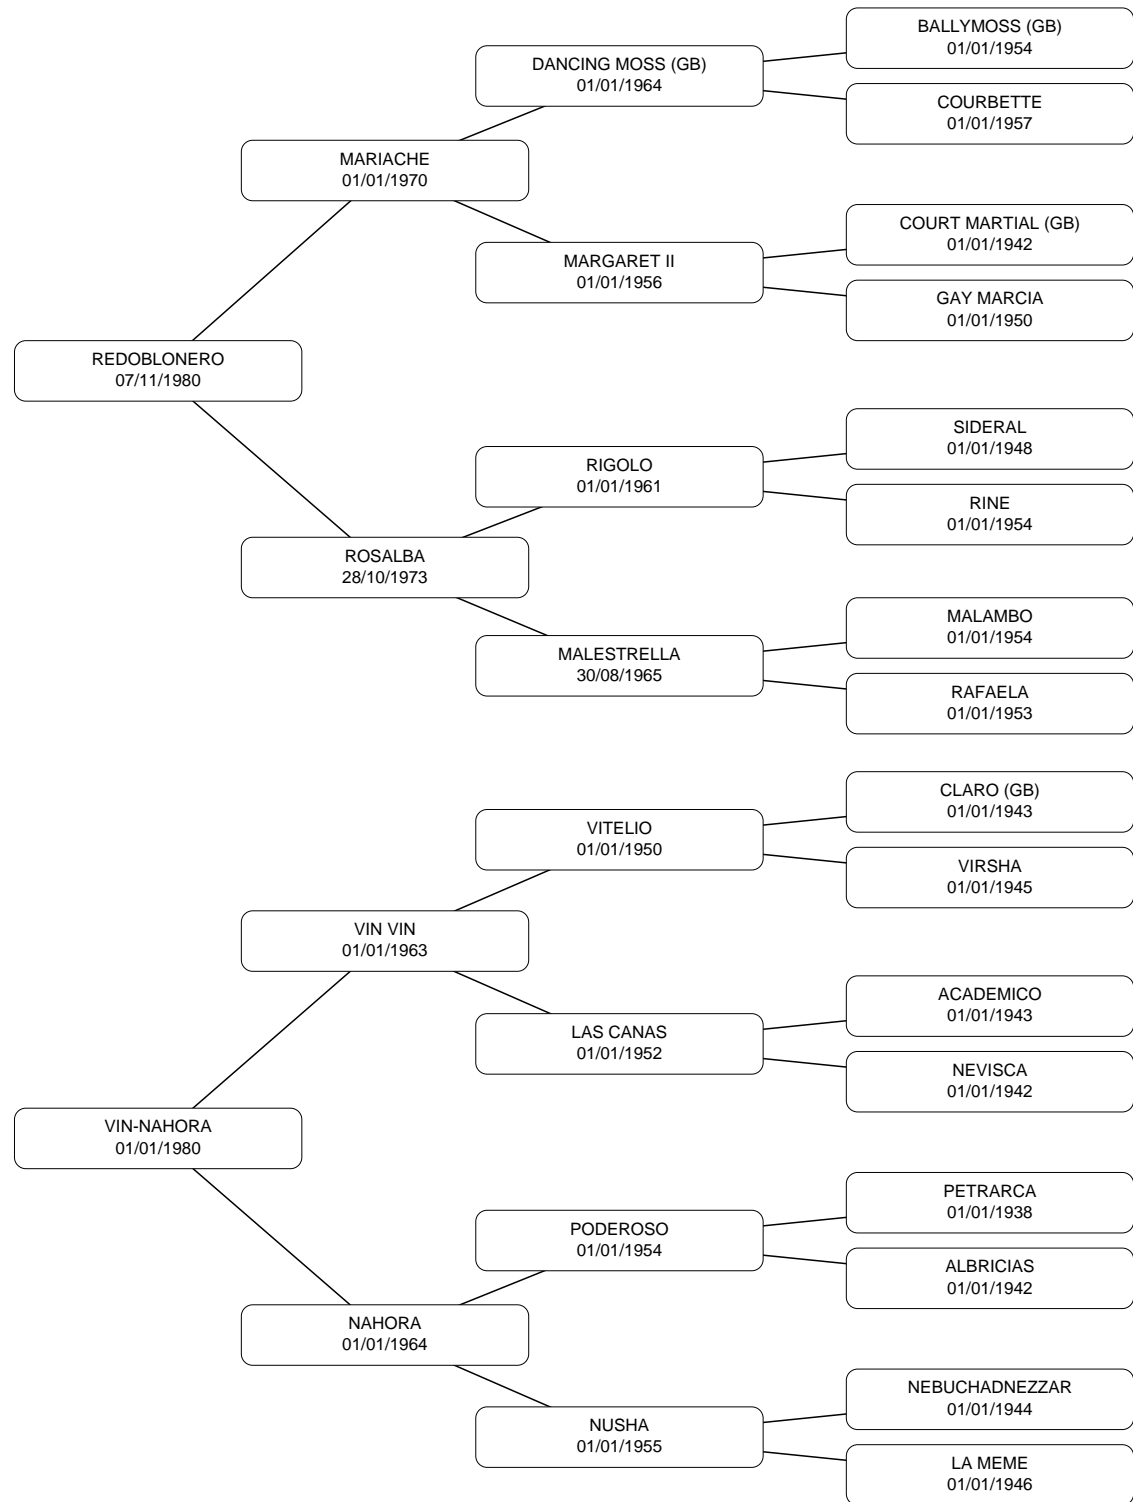 BALLYMOSS (GB)
01/01/1954
DANCING MOSS (GB)
01/01/1964
COURBETTE
01/01/1957
MARIACHE
01/01/1970
COURT MARTIAL (GB)
01/01/1942
MARGARET II
01/01/1956
GAY MARCIA
01/01/1950
REDOBLONERO
07/11/1980
SIDERAL
01/01/1948
RIGOLO
01/01/1961
RINE
01/01/1954
ROSALBA
28/10/1973
MALAMBO
01/01/1954
MALESTRELLA
30/08/1965
RAFAELA
01/01/1953
CLARO (GB)
01/01/1943
VITELIO
01/01/1950
VIRSHA
01/01/1945
VIN VIN
01/01/1963
ACADEMICO
01/01/1943
LAS CANAS
01/01/1952
NEVISCA
01/01/1942
VIN-NAHORA
01/01/1980
PETRARCA
01/01/1938
PODEROSO
01/01/1954
ALBRICIAS
01/01/1942
NAHORA
01/01/1964
NEBUCHADNEZZAR
01/01/1944
NUSHA
01/01/1955
LA MEME
01/01/1946